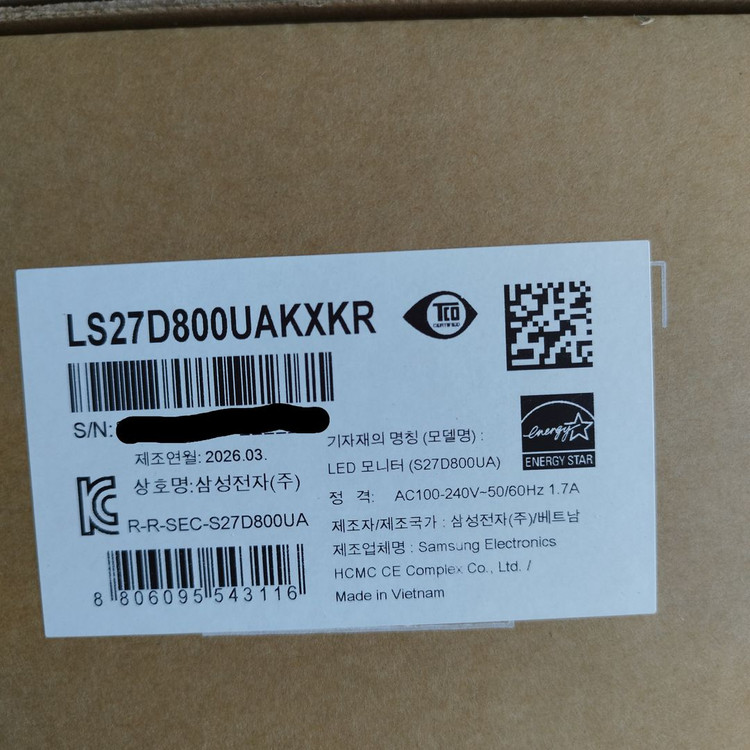 LS27D800UAKXKR
TCO
CERTIFIED
S/N:
제조연월: 2026.03.
상호명:삼성전자(주)
R-R-SEC-S27D800UA
8 806095 543116
기자재의 명칭 (모델명) :
LED 모니터 (S27D800UA)
정 격: AC100-240V~50/60Hz 1.7A
제조자/제조국가 : 삼성전자(주)/베트남
제조업체명 : Samsung Electronics
HCMC CE Complex Co., Ltd. /
Made in Vietnam
energy
ENERGY STAR